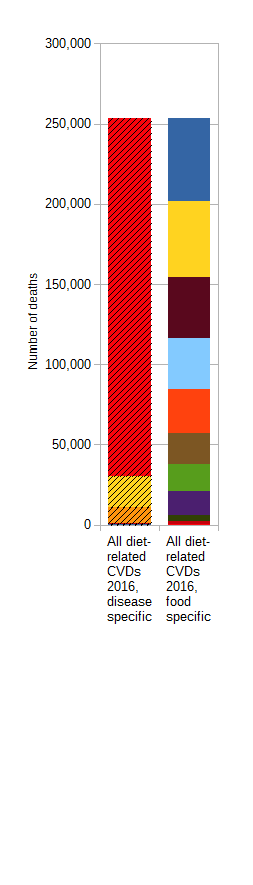 300,000
250,000
200,000
150,000
100,000
50,000
0
Number of deaths
All diet-
related
CVDs
2016,
disease
specific
All diet-
related
CVDs
2016,
food
specific